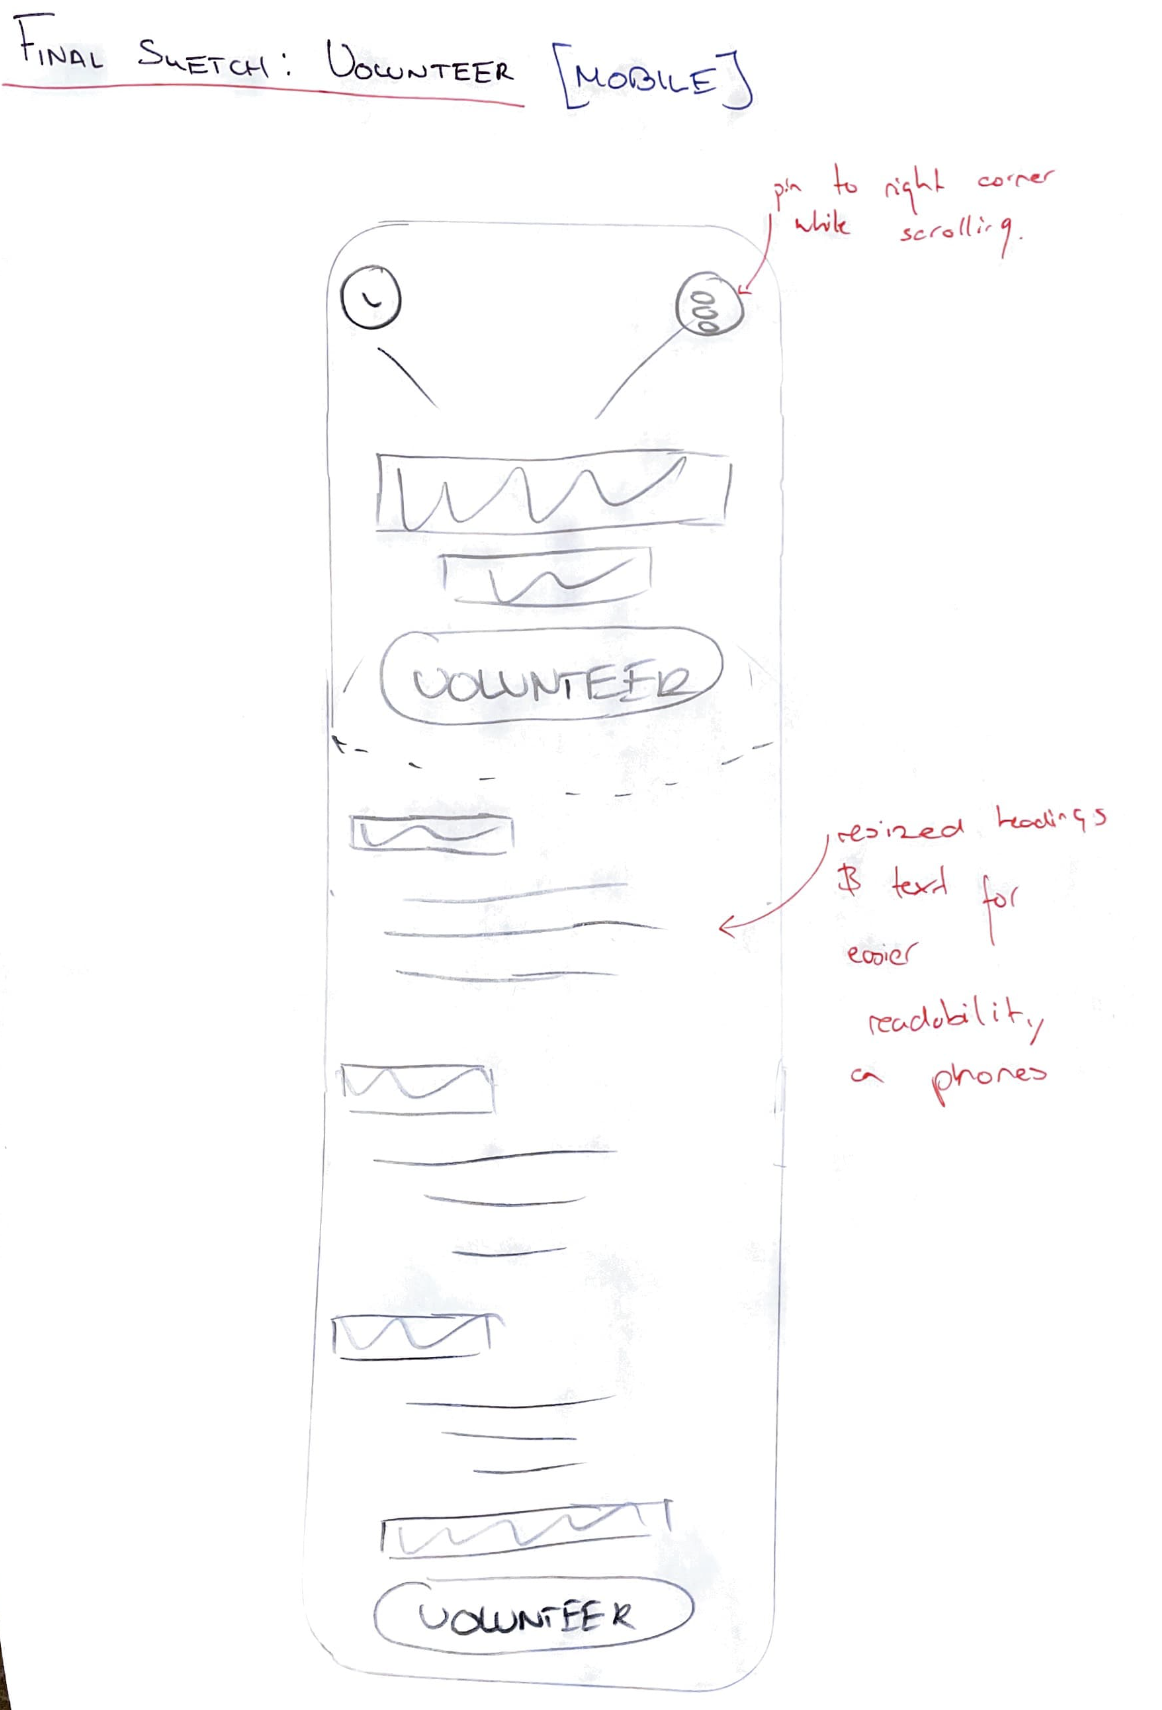 FINAL SKETCH: VOLUNTEER [MOBILE]
pin to right corner
while scrolling.
VOLUNTEER
resized headings
& text for
easier
readability
on phones
VOLUNTEER